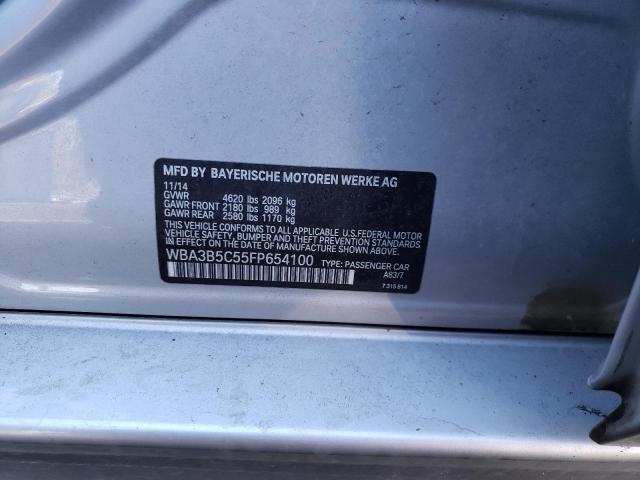 MFD BY BAYERISCHE MOTOREN WERKE AG
11/14
GVWR 4620 lbs 2096 kg
GAWR FRONT 2180 lbs 989 kg
GAWR REAR 2580 lbs 1170 kg
THIS VEHICLE CONFORMS TO ALL APPLICABLE U.S.FEDERAL MOTOR
VEHICLE SAFETY, BUMPER, AND THEFT PREVENTION STANDARDS
IN EFFECT ON THE DATE OF MANUFACTURE SHOWN ABOVE.
WBA3B5C55FP654100 TYPE: PASSENGER CAR
A83/7
7 315 814